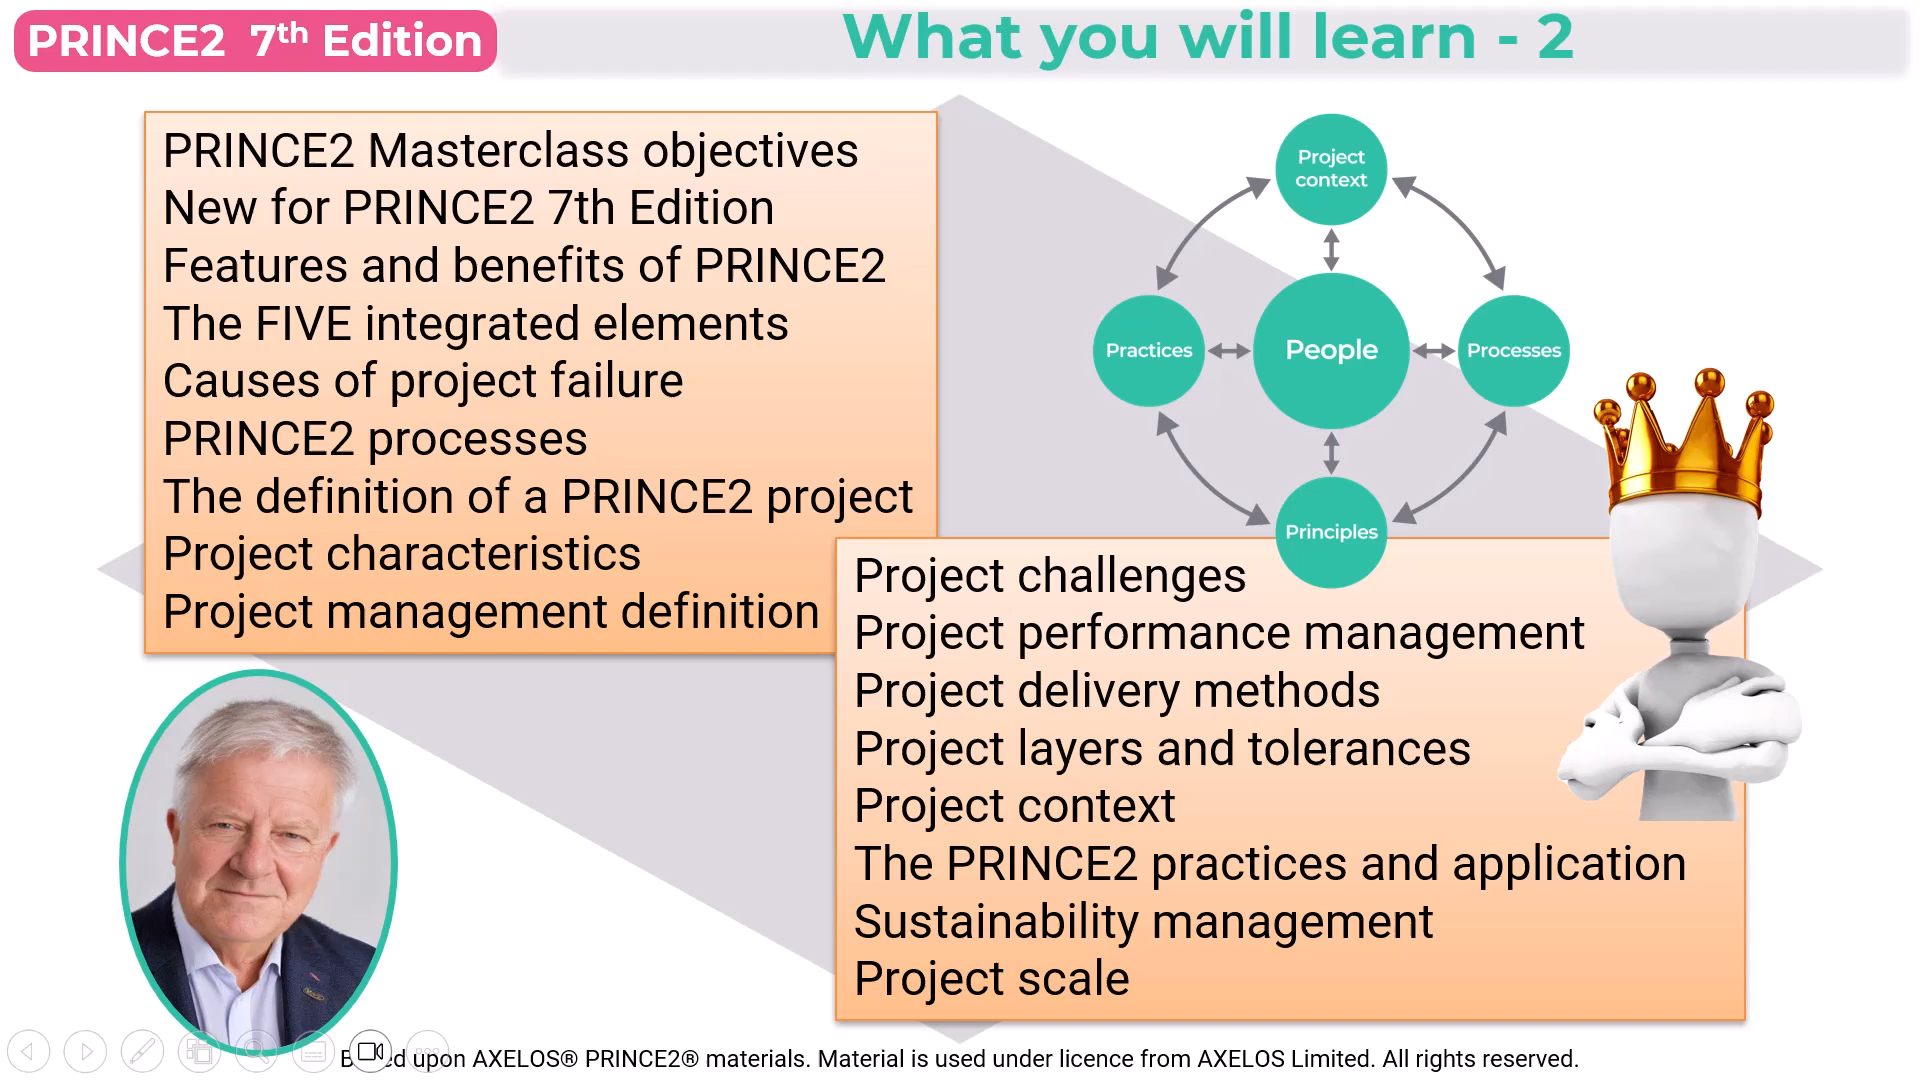 PRINCE2 7th Edition
What you will learn - 2
PRINCE2 Masterclass objectives
New for PRINCE2 7th Edition
Features and benefits of PRINCE2
The FIVE integrated elements
Causes of project failure
PRINCE2 processes
The definition of a PRINCE2 project
Project characteristics
Project management definition
Project
context
Practices
People
Processes
Principles
Project challenges
Project performance management
Project delivery methods
Project layers and tolerances
Project context
The PRINCE2 practices and application
Sustainability management
Project scale
upon AXELOS® PRINCE2® materials. Material is used under licence from AXELOS Limited. All rights reserved.